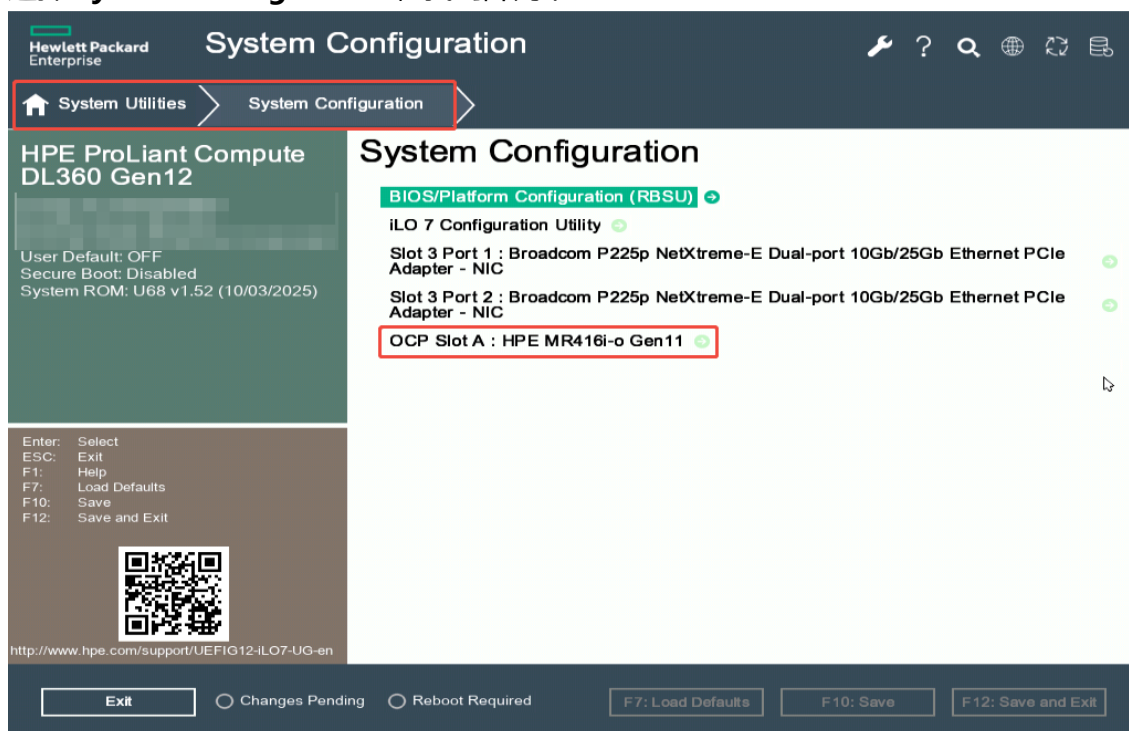 Hewlett Packard
Enterprise
System Configuration
System Utilities
System Configuration
HPE ProLiant Compute
DL360 Gen12
User Default: OFF
Secure Boot: Disabled
System ROM: U68 v1.52 (10/03/2025)
System Configuration
BIOS/Platform Configuration (RBSU)
iLO 7 Configuration Utility
Slot 3 Port 1 : Broadcom P225p NetXtreme-E Dual-port 10Gb/25Gb Ethernet PCIe
Adapter - NIC
Slot 3 Port 2 : Broadcom P225p NetXtreme-E Dual-port 10Gb/25Gb Ethernet PCIe
Adapter - NIC
OCP Slot A : HPE MR416i-o Gen11
Enter: Select
ESC: Exit
F1: Help
F7: Load Defaults
F10: Save
F12: Save and Exit
http://www.hpe.com/support/UEFIG12-iLO7-UG-en
Exit
Changes Pending
Reboot Required
F7: Load Defaults
F10: Save
F12: Save and Exit